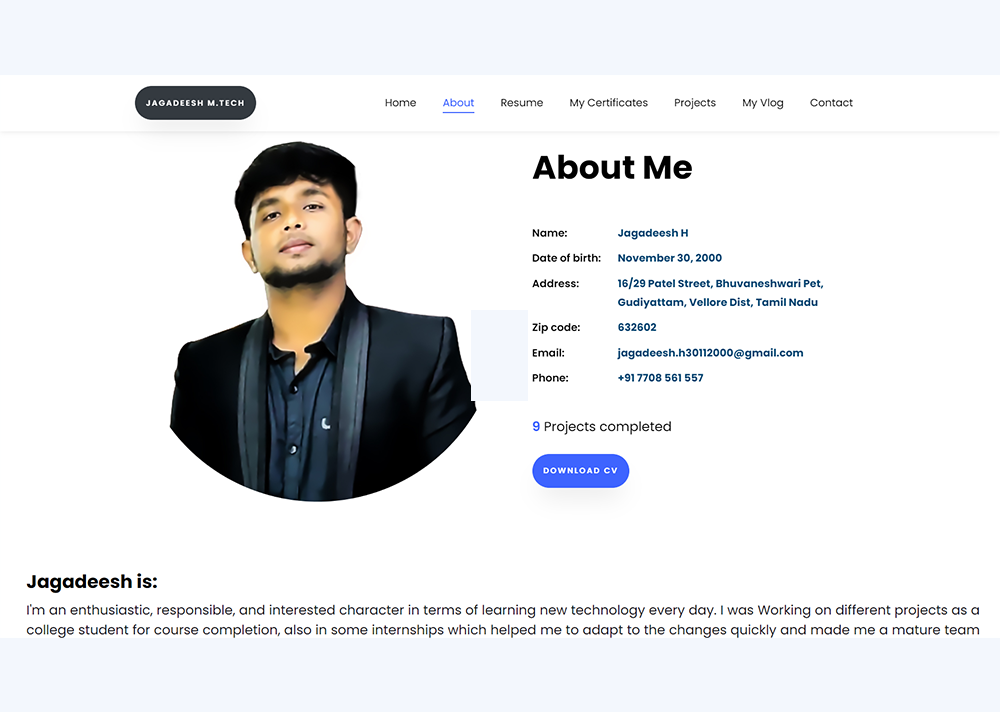 JAGADEESH M.TECH
Home About Resume My Certificates Projects My Vlog Contact
About Me
Name: Jagadeesh H
Date of birth: November 30, 2000
Address: 16/29 Patel Street, Bhuvaneshwari Pet,
Gudiyattam, Vellore Dist, Tamil Nadu
Zip code: 632602
Email: jagadeesh.h30112000@gmail.com
Phone: +91 7708 561 557
9 Projects completed
DOWNLOAD CV
Jagadeesh is:
I'm an enthusiastic, responsible, and interested character in terms of learning new technology every day. I was Working on different projects as a
college student for course completion, also in some internships which helped me to adapt to the changes quickly and made me a mature team